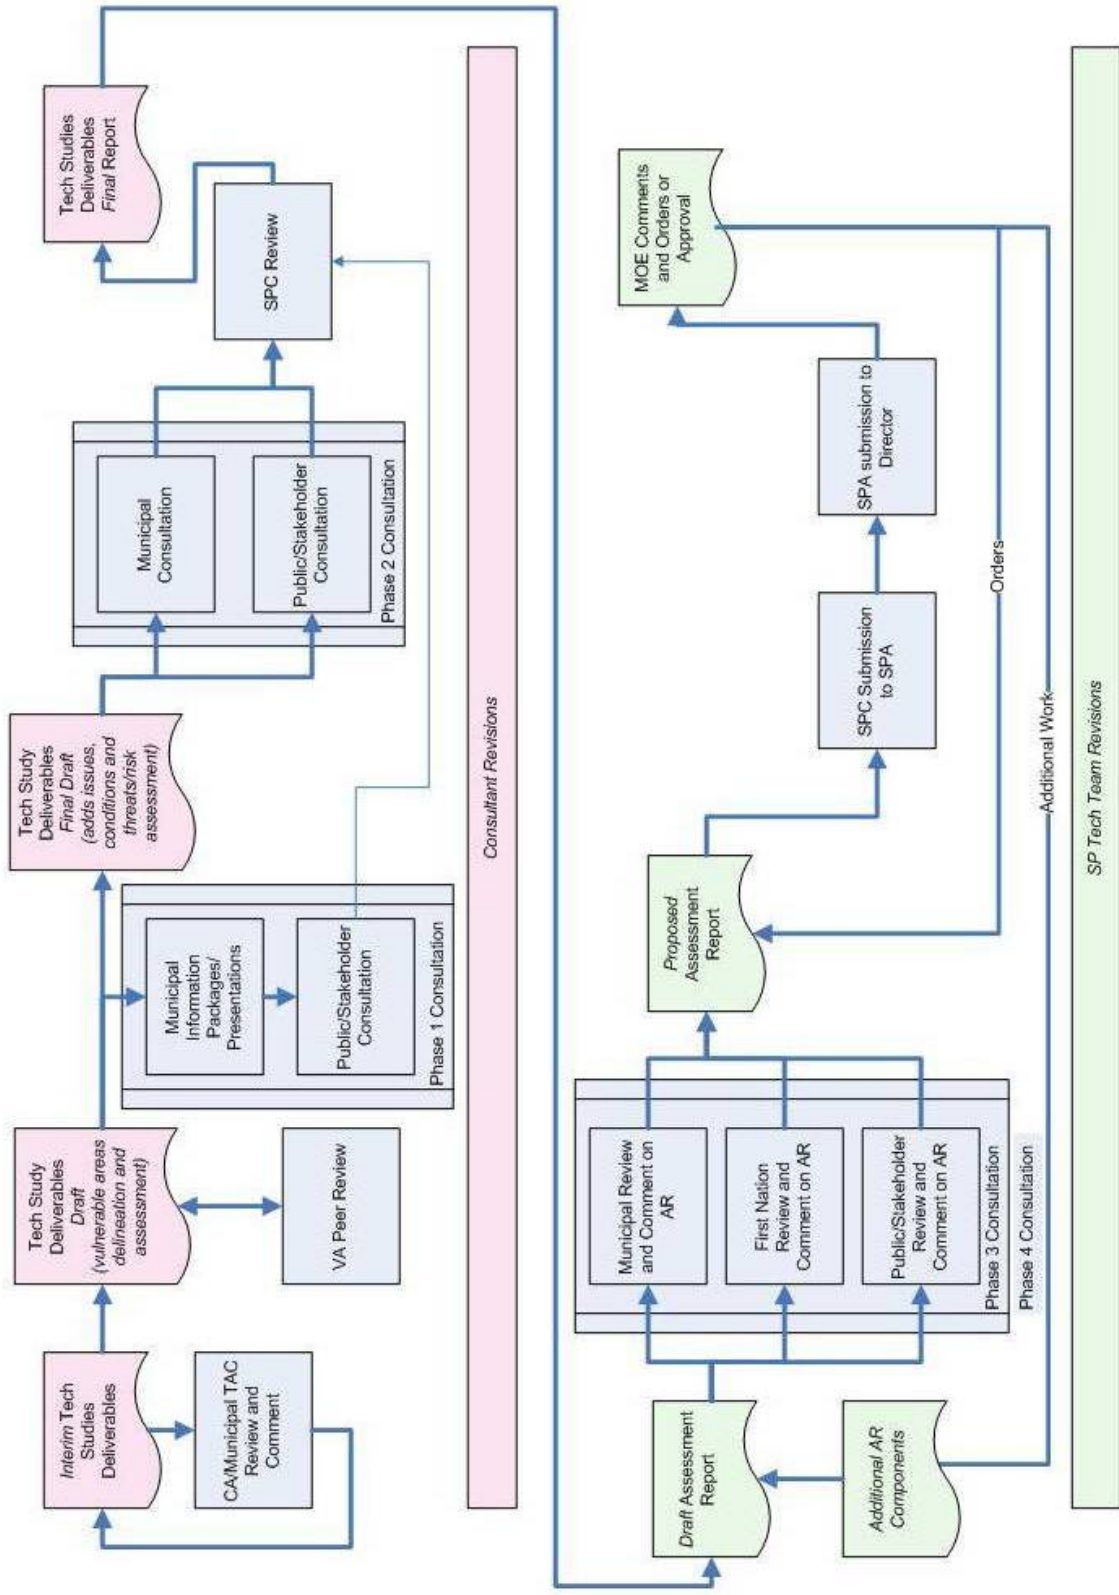 Interim Tech
Studies
Deliverables
CA/Municipal TAC
Review and
Comment
Tech Study
Deliverables
Draft
(vulnerable areas
delineation and
assessment)
VA Peer Review
Municipal
Information
Packages/
Presentations
Public/Stakeholder
Consultation
Phase 1 Consultation
Tech Study
Deliverables
Final Draft
(adds issues,
conditions and
threats/risk
assessment)
Municipal
Consultation
Public/Stakeholder
Consultation
Phase 2 Consultation
SPC Review
Tech Studies
Deliverables
Final Report
Consultant Revisions
Draft Assessment
Report
Additional AR
Components
Municipal Review
and Comment on
AR
First Nation
Review and
Comment on AR
Public/Stakeholder
Review and
Comment on AR
Phase 3 Consultation
Phase 4 Consultation
Proposed
Assessment
Report
SPC Submission
to SPA
SPA submission to
Director
MOE Comments
and Orders or
Approval
Orders
Additional Work
SP Tech Team Revisions